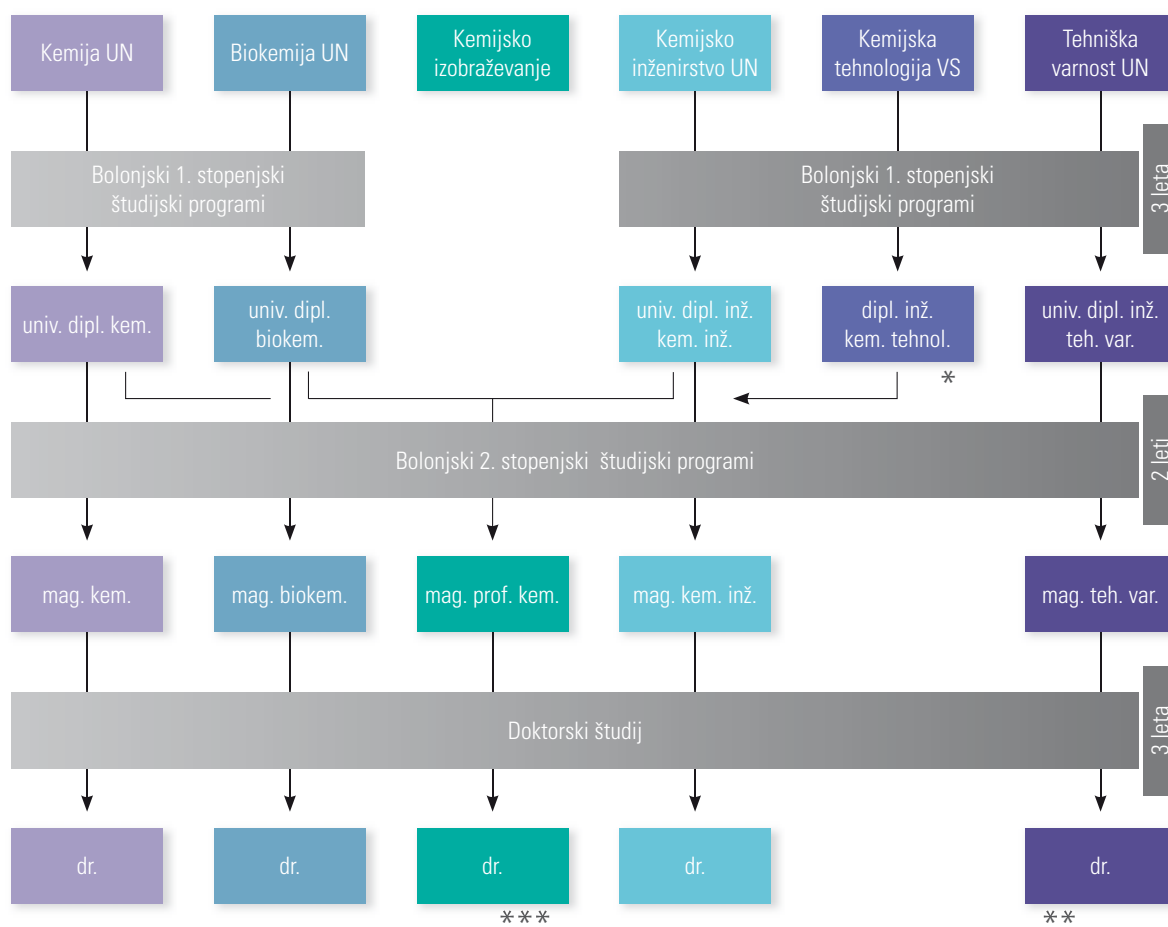 Kemija UN
Biokemija UN
Kemijsko
izobraževanje
Kemijsko
inženirstvo UN
Kemijska
tehnologija VS
Tehniška
varnost UN
Bolonjski 1. stopenjski
študijski programi
Bolonjski 1. stopenjski
študijski programi
3 leta
univ. dipl. kem.
univ. dipl.
biokem.
univ. dipl. inž.
kem. inž.
dipl. inž.
kem. tehnol.
*
univ. dipl. inž.
teh. var.
Bolonjski 2. stopenjski študijski programi
2 leti
mag. kem.
mag. biokem.
mag. prof. kem.
mag. kem. inž.
mag. teh. var.
Doktorski študij
3 leta
dr.
dr.
dr.
***
dr.
dr.
**